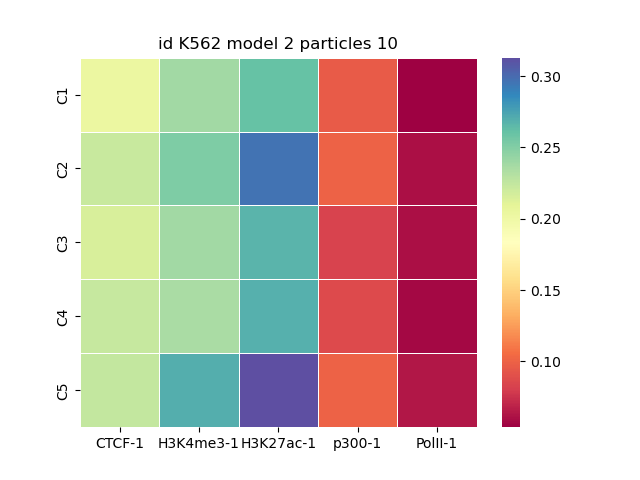 id K562 model 2 particles 10
C1
C2
C3
C4
C5
CTCF-1 H3K4me3-1 H3K27ac-1 p300-1 PolII-1
0.30
0.25
0.20
0.15
0.10